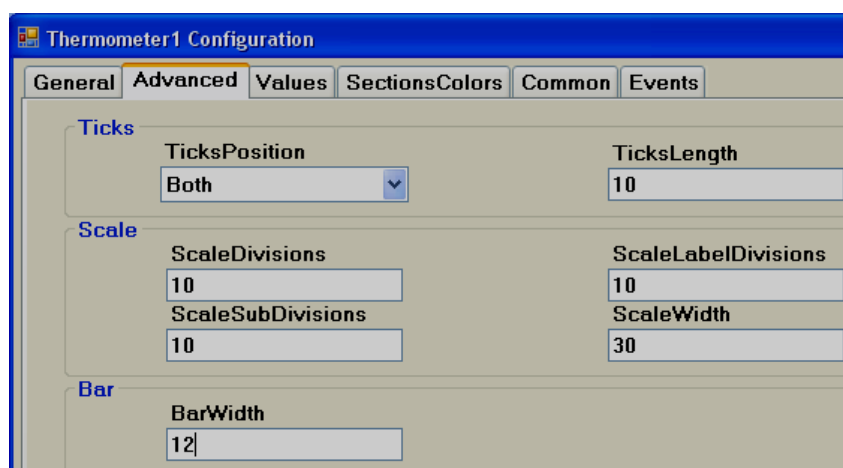 Thermometer1 Configuration
General Advanced Values SectionsColors Common Events
Ticks
TicksPosition TicksLength
Both 10
Scale
ScaleDivisions ScaleLabelDivisions
10 10
ScaleSubDivisions ScaleWidth
10 30
Bar
BarWidth
12